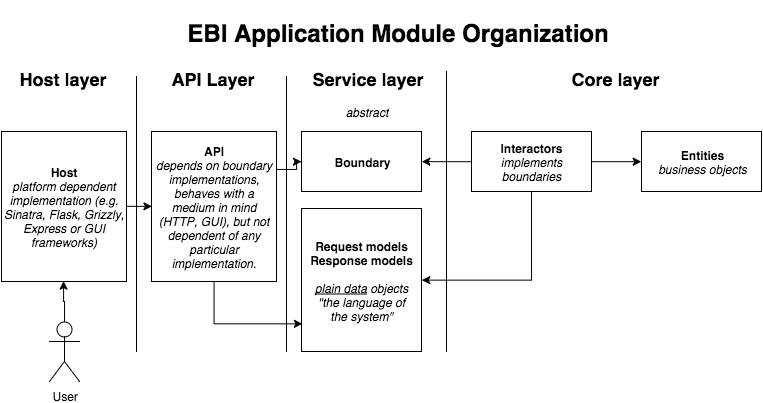 EBI Application Module Organization
Host layer
API Layer
Service layer
Core layer
abstract
Host
platform dependent
implementation (e.g.
Sinatra, Flask, Grizzly,
Express or GUI
frameworks)
API
depends on boundary
implementations,
behaves with a
medium in mind
(HTTP, GUI), but not
dependent of any
particular
implementation.
Boundary
Interactors
implements
boundaries
Entities
business objects
Request models
Response models
plain data objects
"the language of
the system"
User